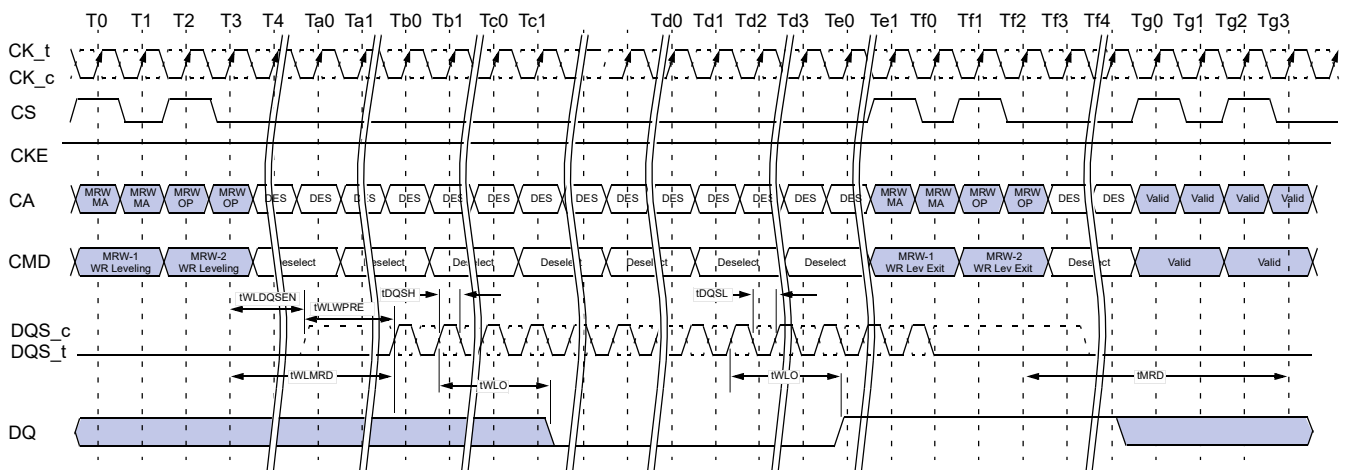 T0 T1 T2 T3 T4 Ta0 Ta1 Tb0 Tb1 Tc0 Tc1 Td0 Td1 Td2 Td3 Te0 Te1 Tf0 Tf1 Tf2 Tf3 Tf4 Tg0 Tg1 Tg2 Tg3
CK_t
CK_c
CS
CKE
CA
MRW MRW MRW MRW DES DES DES DES DES DES DES DES DES DES DES DES DES DES MRW MRW MRW MRW DES DES Valid Valid Valid Valid
MA MA OP OP MA MA OP OP
CMD
MRW-1 MRW-2 Deselect Deselect Deselect Deselect Deselect Deselect Deselect MRW-1 MRW-2 Deselect Valid Valid
WR Leveling WR Leveling WR Lev Exit WR Lev Exit
tWLDQSEN tWLWPRE tDQSH tDQSL
DQS_c
DQS_t
tWLMRD tWLO tWLO tMRD
DQ